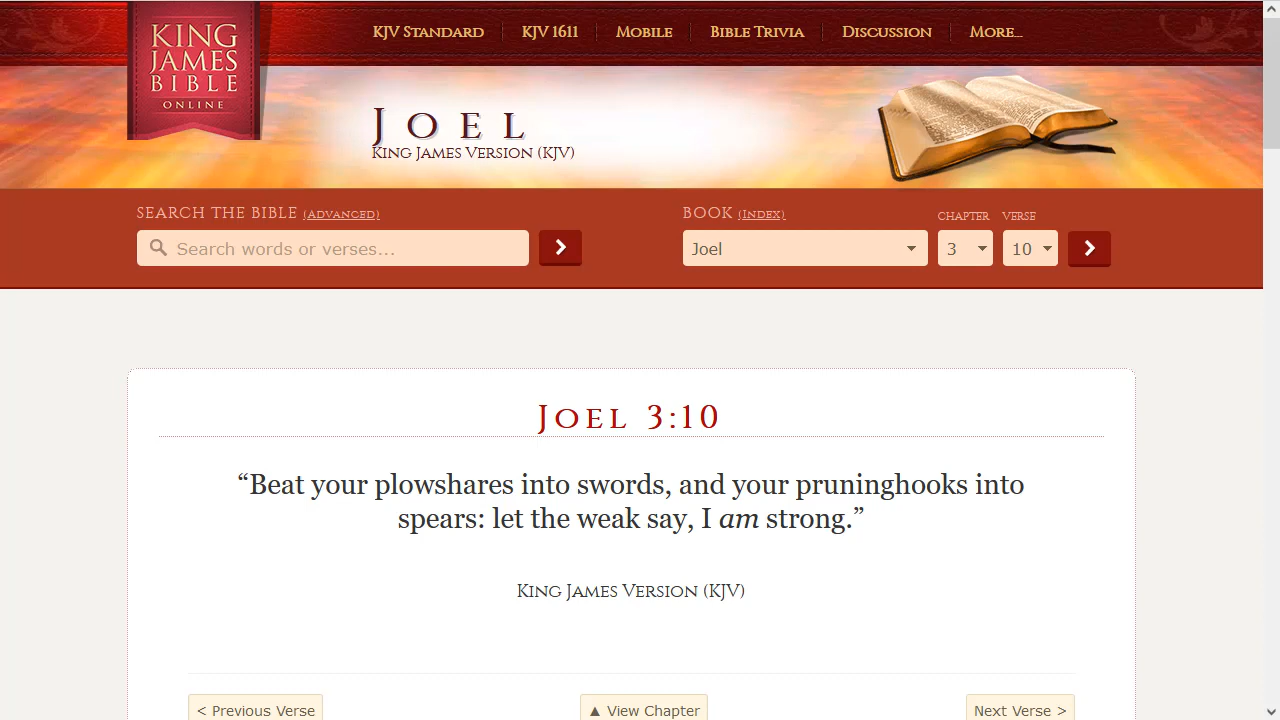 KING
JAMES
BIBLE
ONLINE
KJV Standard
KJV 1611
Mobile
Bible Trivia
Discussion
More...
Joel
King James Version (KJV)
SEARCH THE BIBLE (Advanced)
Search words or verses...
BOOK (Index)
Joel
CHAPTER
3
VERSE
10
Joel 3:10
“Beat your plowshares into swords, and your pruninghooks into
spears: let the weak say, I am strong.”
King James Version (KJV)
< Previous Verse
▲ View Chapter
Next Verse >